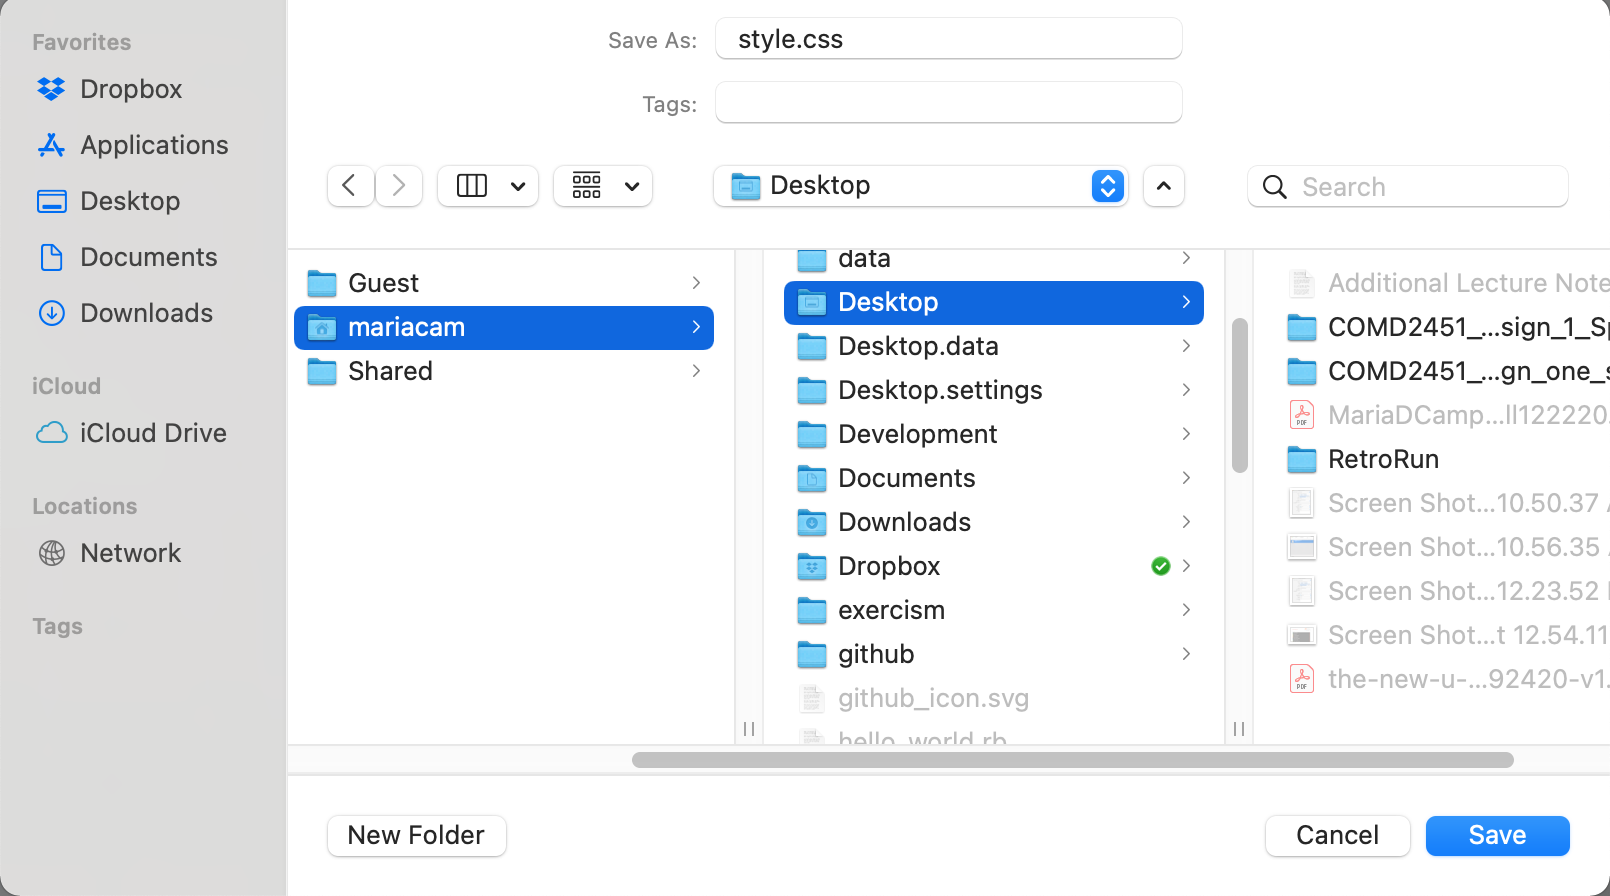 Favorites
Dropbox
Applications
Desktop
Documents
Downloads
iCloud
iCloud Drive
Locations
Network
Tags
Save As: style.css
Tags:
Desktop
Search
Guest
mariacam
Shared
data
Desktop
Desktop.data
Desktop.settings
Development
Documents
Downloads
Dropbox
exercism
github
github_icon.svg
hello_world.rb
Additional Lecture Note
COMD2451_...sign_1_Sp
COMD2451_...gn_one_s
MariaDCamp...ll122220.
RetroRun
Screen Shot...10.50.37 A
Screen Shot...10.56.35
Screen Shot...12.23.52
Screen Shot...t 12.54.11
the-new-u-...92420-v1.
New Folder
Cancel
Save